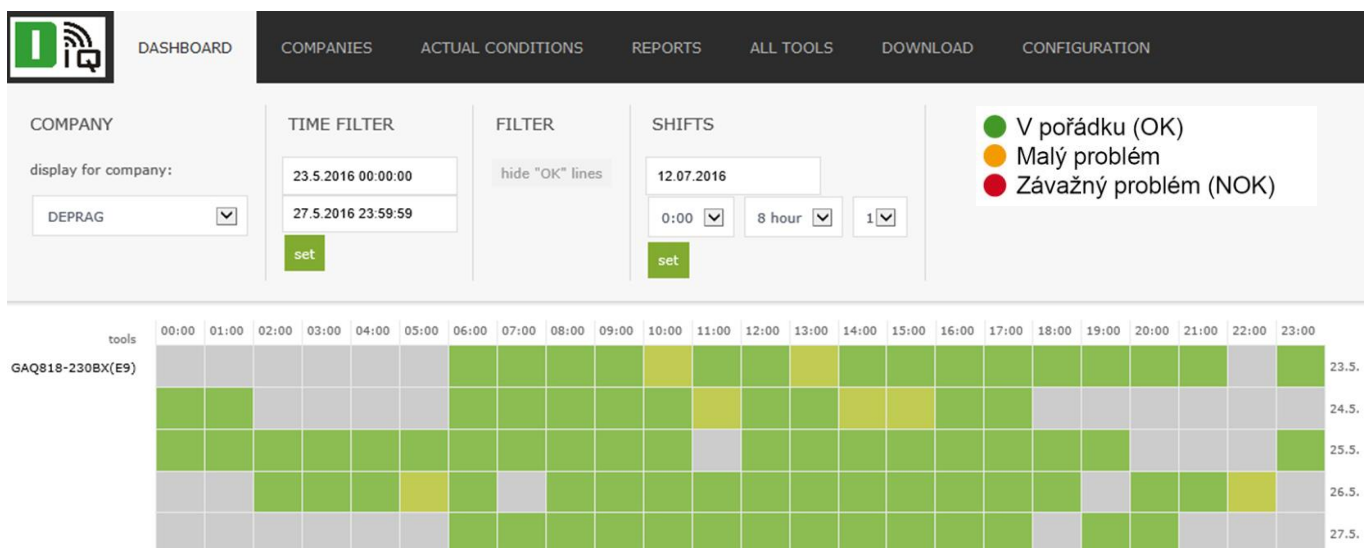 DiQ
DASHBOARD COMPANIES ACTUAL CONDITIONS REPORTS ALL TOOLS DOWNLOAD CONFIGURATION
COMPANY TIME FILTER FILTER SHIFTS
display for company:
DEPRAG
23.5.2016 00:00:00
27.5.2016 23:59:59
set
hide "OK" lines
12.07.2016
0:00 8 hour 1
set
V pořádku (OK)
Malý problém
Závažný problém (NOK)
tools 00:00 01:00 02:00 03:00 04:00 05:00 06:00 07:00 08:00 09:00 10:00 11:00 12:00 13:00 14:00 15:00 16:00 17:00 18:00 19:00 20:00 21:00 22:00 23:00
GAQ818-230BX(E9) 23.5.
24.5.
25.5.
26.5.
27.5.